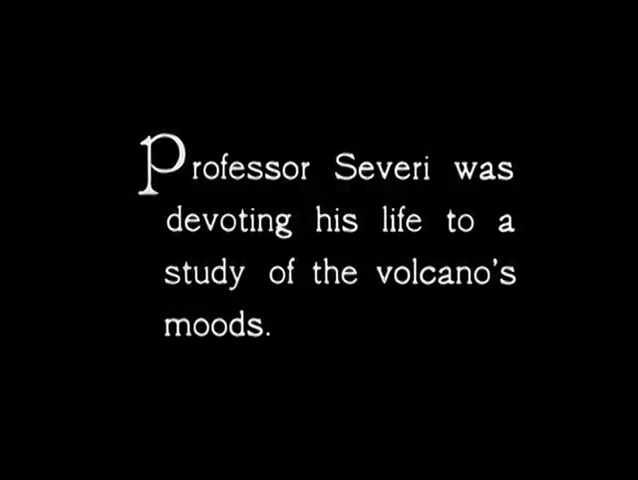 Professor Severi was
devoting his life to a
study of the volcano's
moods.